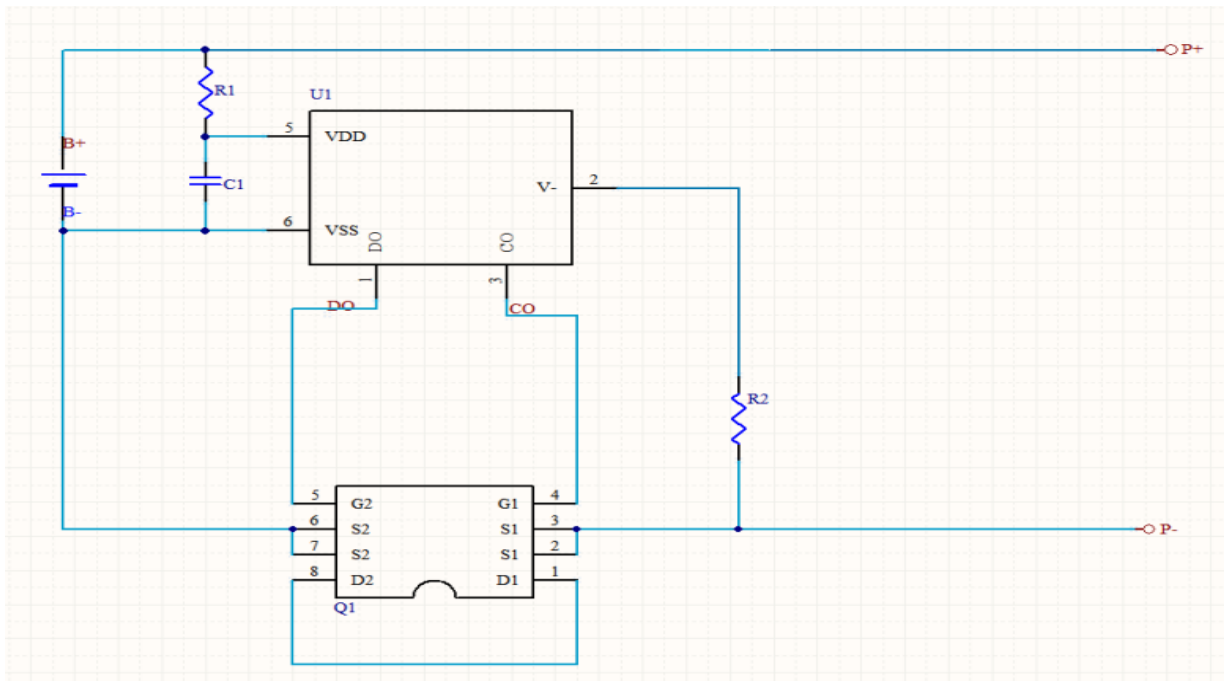 P+
R1
U1
5 VDD
B+
V- 2
C1
B-
6 VSS
DO
CO
1
3
DO
CO
R2
5 G2 G1 4
6 S2 S1 3
P-
7 S2 S1 2
8 D2 D1 1
Q1